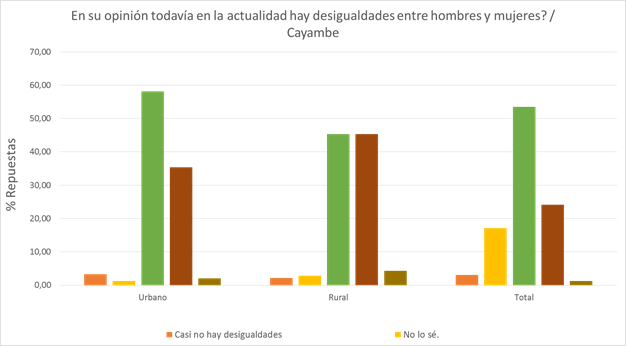 En su opinión todavía en la actualidad hay desigualdades entre hombres y mujeres? /
Cayambe
% Repuestas
70,00
60,00
50,00
40,00
30,00
20,00
10,00
0,00
Urbano
Rural
Total
Casi no hay desigualdades
No lo sé.